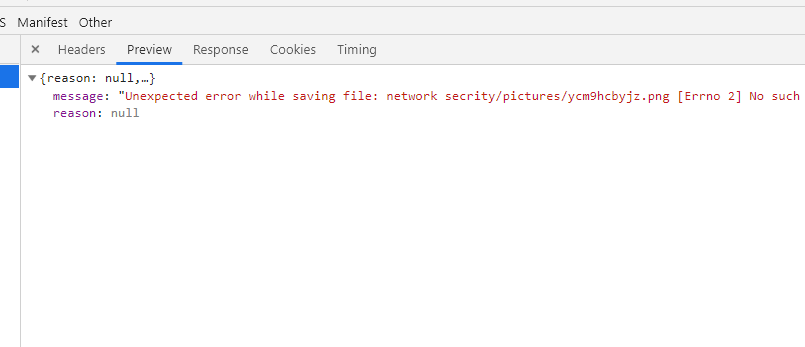 S Manifest Other
× Headers Preview Response Cookies Timing
▼{reason: null,…}
message: "Unexpected error while saving file: network secrity/pictures/ycm9hcbyjz.png [Errno 2] No such
reason: null